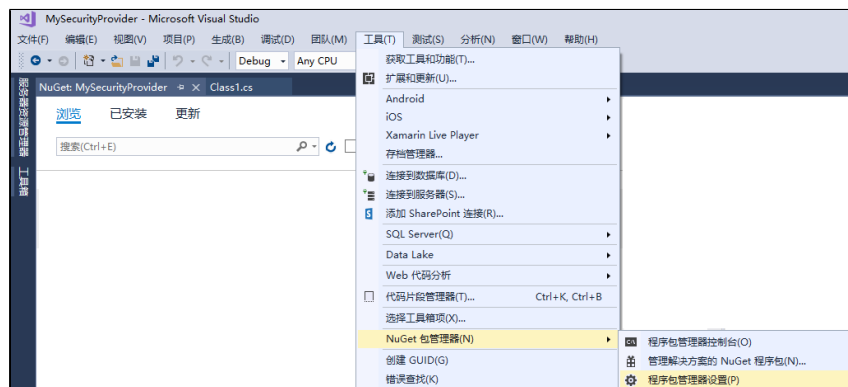 MySecurityProvider - Microsoft Visual Studio
文件(F) 编辑(E) 视图(V) 项目(P) 生成(B) 调试(D) 团队(M) 工具(T) 测试(S) 分析(N) 窗口(W) 帮助(H)
Debug Any CPU
服务器资源管理器
工具箱
NuGet: MySecurityProvider Class1.cs
浏览 已安装 更新
搜索(Ctrl+E)
获取工具和功能(T)...
扩展和更新(U)...
Android
iOS
Xamarin Live Player
存档管理器...
连接到数据库(D)...
连接到服务器(S)...
添加 SharePoint 连接(R)...
SQL Server(Q)
Data Lake
Web 代码分析
代码片段管理器(T)... Ctrl+K, Ctrl+B
选择工具箱项(X)...
NuGet 包管理器(N)
创建 GUID(G)
错误查找(K)
程序包管理器控制台(O)
管理解决方案的 NuGet 程序包(N)...
程序包管理器设置(P)